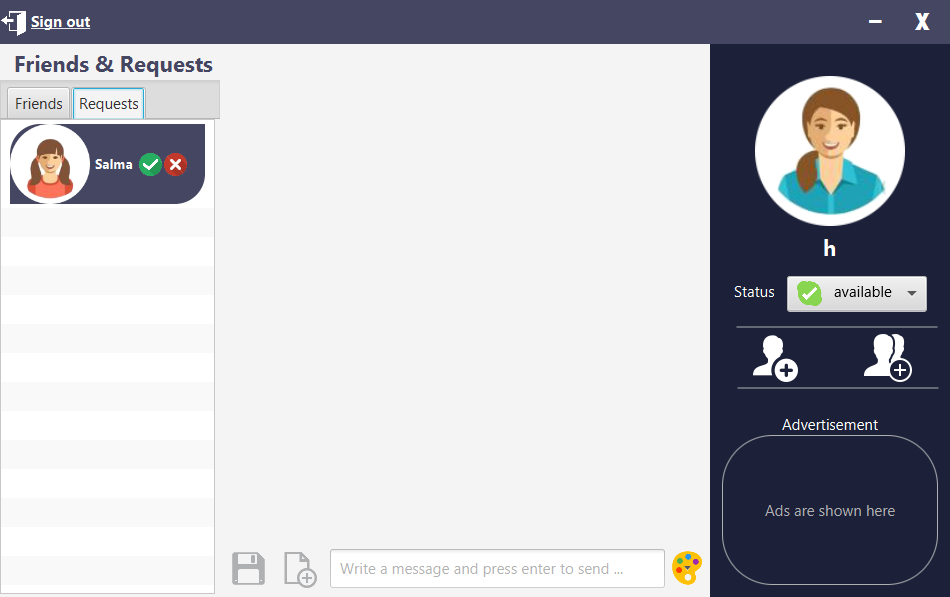 Sign out
X
Friends & Requests
Friends
Requests
Salma
h
Status
available
Advertisement
Ads are shown here
Write a message and press enter to send ...